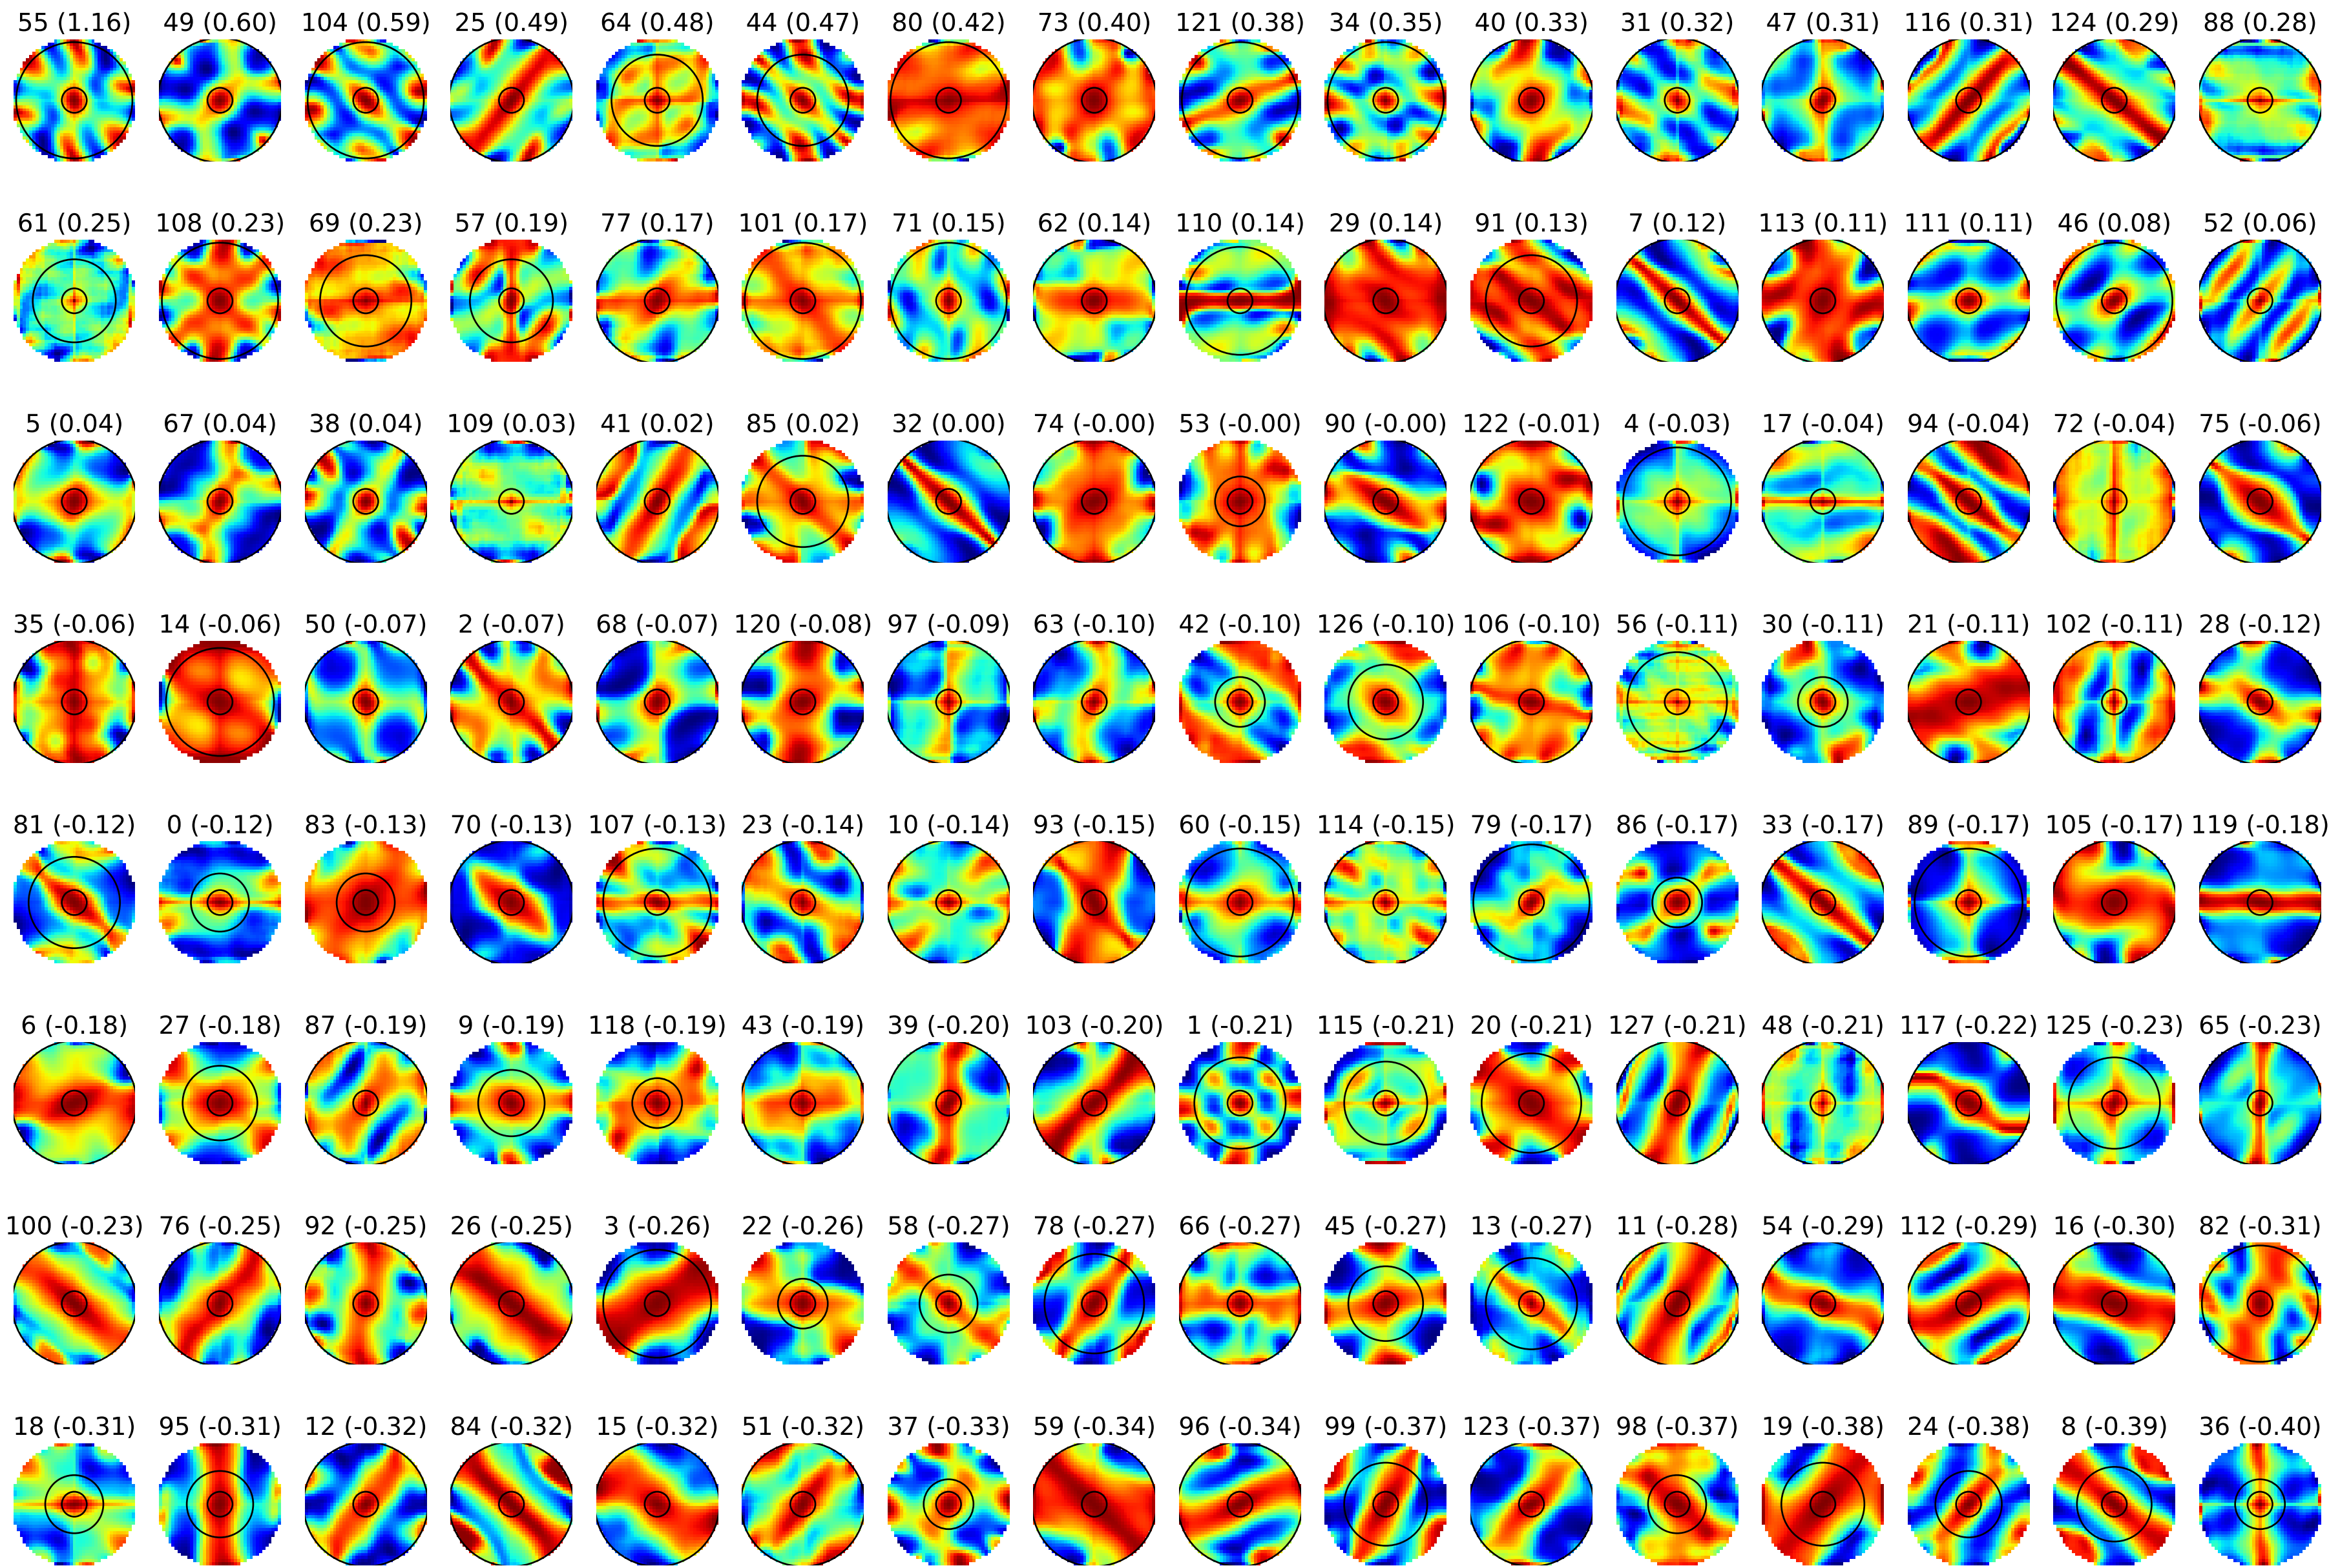 55 (1.16) 49 (0.60) 104 (0.59) 25 (0.49) 64 (0.48) 44 (0.47) 80 (0.42) 73 (0.40) 121 (0.38) 34 (0.35) 40 (0.33) 31 (0.32) 47 (0.31) 116 (0.31) 124 (0.29) 88 (0.28)
61 (0.25) 108 (0.23) 69 (0.23) 57 (0.19) 77 (0.17) 101 (0.17) 71 (0.15) 62 (0.14) 110 (0.14) 29 (0.14) 91 (0.13) 7 (0.12) 113 (0.11) 111 (0.11) 46 (0.08) 52 (0.06)
5 (0.04) 67 (0.04) 38 (0.04) 109 (0.03) 41 (0.02) 85 (0.02) 32 (0.00) 74 (-0.00) 53 (-0.00) 90 (-0.00) 122 (-0.01) 4 (-0.03) 17 (-0.04) 94 (-0.04) 72 (-0.04) 75 (-0.06)
35 (-0.06) 14 (-0.06) 50 (-0.07) 2 (-0.07) 68 (-0.07) 120 (-0.08) 97 (-0.09) 63 (-0.10) 42 (-0.10) 126 (-0.10) 106 (-0.10) 56 (-0.11) 30 (-0.11) 21 (-0.11) 102 (-0.11) 28 (-0.12)
81 (-0.12) 0 (-0.12) 83 (-0.13) 70 (-0.13) 107 (-0.13) 23 (-0.14) 10 (-0.14) 93 (-0.15) 60 (-0.15) 114 (-0.15) 79 (-0.17) 86 (-0.17) 33 (-0.17) 89 (-0.17) 105 (-0.17) 119 (-0.18)
6 (-0.18) 27 (-0.18) 87 (-0.19) 9 (-0.19) 118 (-0.19) 43 (-0.19) 39 (-0.20) 103 (-0.20) 1 (-0.21) 115 (-0.21) 20 (-0.21) 127 (-0.21) 48 (-0.21) 117 (-0.22) 125 (-0.23) 65 (-0.23)
100 (-0.23) 76 (-0.25) 92 (-0.25) 26 (-0.25) 3 (-0.26) 22 (-0.26) 58 (-0.27) 78 (-0.27) 66 (-0.27) 45 (-0.27) 13 (-0.27) 11 (-0.28) 54 (-0.29) 112 (-0.29) 16 (-0.30) 82 (-0.31)
18 (-0.31) 95 (-0.31) 12 (-0.32) 84 (-0.32) 15 (-0.32) 51 (-0.32) 37 (-0.33) 59 (-0.34) 96 (-0.34) 99 (-0.37) 123 (-0.37) 98 (-0.37) 19 (-0.38) 24 (-0.38) 8 (-0.39) 36 (-0.40)